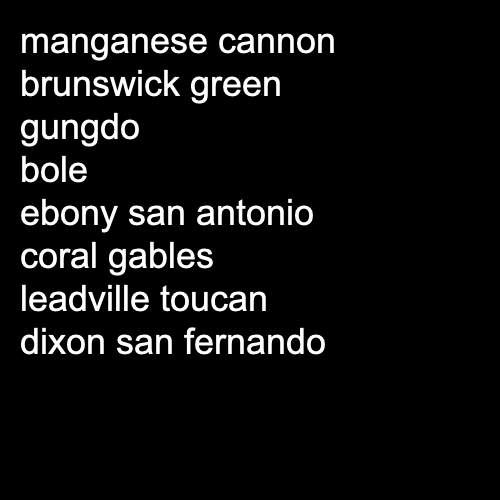 manganese cannon
brunswick green
gungdo
bole
ebony san antonio
coral gables
leadville toucan
dixon san fernando